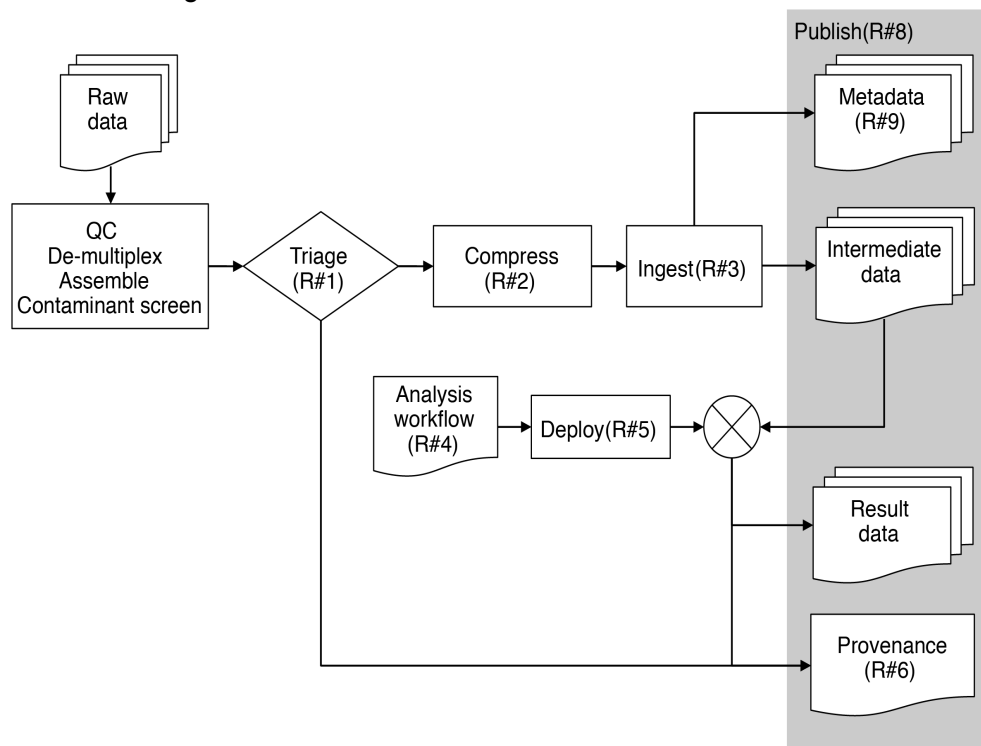 Publish(R#8)
Raw
data
Metadata
(R#9)
QC
De-multiplex
Assemble
Contaminant screen
Triage
(R#1)
Compress
(R#2)
Ingest(R#3)
Intermediate
data
Analysis
workflow
(R#4)
Deploy(R#5)
Result
data
Provenance
(R#6)